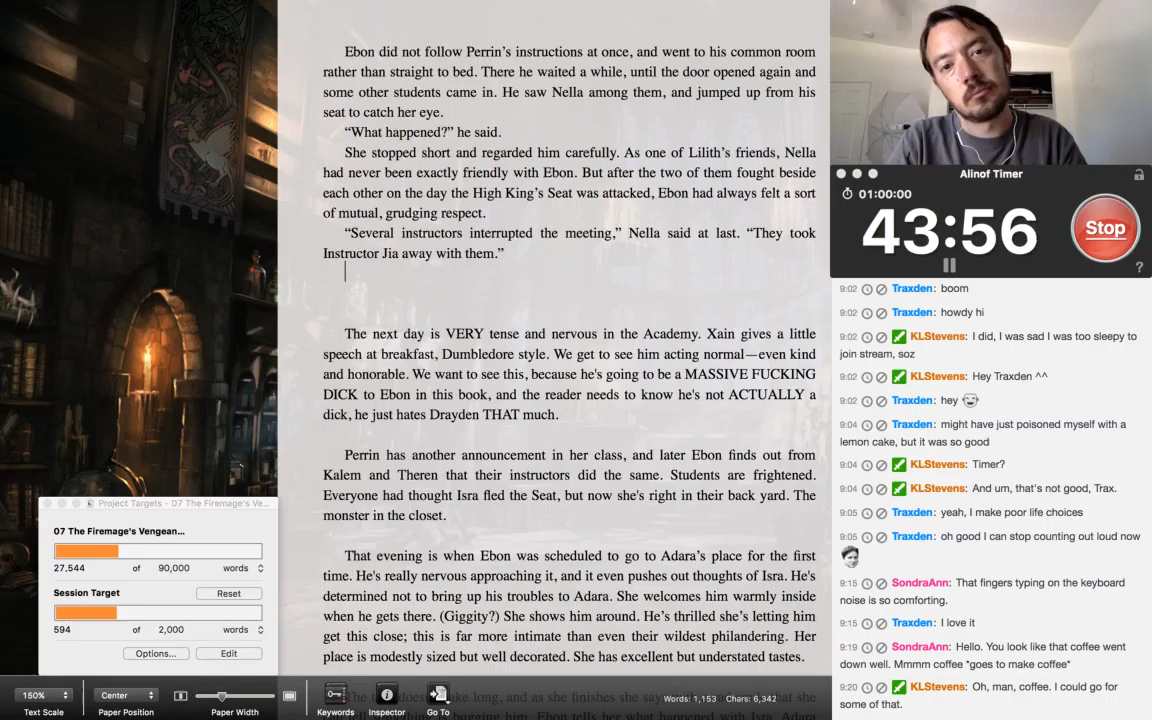 Ebon did not follow Perrin’s instructions at once, and went to his common room
rather than straight to bed. There he waited a while, until the door opened again and
some other students came in. He saw Nella among them, and jumped up from his
seat to catch her eye.
“What happened?” he said.
She stopped short and regarded him carefully. As one of Lilith’s friends, Nella
had never been exactly friendly with Ebon. But after the two of them fought beside
each other on the day the High King’s Seat was attacked, Ebon had always felt a sort
of mutual, grudging respect.
“Several instructors interrupted the meeting,” Nella said at last. “They took
Instructor Jia away with them.”
The next day is VERY tense and nervous in the Academy. Xain gives a little
speech at breakfast, Dumbledore style. We get to see him acting normal—even kind
and honorable. We want to see this, because he's going to be a MASSIVE FUCKING
DICK to Ebon in this book, and the reader needs to know he's not ACTUALLY a
dick, he just hates Drayden THAT much.
Perrin has another announcement in her class, and later Ebon finds out from
Kalem and Theren that their instructors did the same. Students are frightened.
Everyone had thought Isra fled the Seat, but now she's right in their back yard. The
monster in the closet.
That evening is when Ebon was scheduled to go to Adara’s place for the first
time. He's really nervous approaching it, and it even pushes out thoughts of Isra. He's
determined not to bring up his troubles to Adara. She welcomes him warmly inside
when he gets there. (Giggity?) She shows him around. He’s thrilled she’s letting him
get this close; this is far more intimate than even their wildest philandering. Her
place is modestly sized but well decorated. She has excellent but understated tastes.
Project Targets - 07 The Firemage's Ve...
07 The Firemage's Vengean...
27,544 of 90,000 words
Session Target
Reset
594 of 2,000 words
Options...
Edit
150%
Text Scale
Center
Paper Position
Paper Width
Keywords
Inspector
Go To
Words: 1,153 Chars: 6,342
Alinof Timer
01:00:00
43:56
Stop
?
9:02 Traxden: boom
9:02 Traxden: howdy hi
9:02 KLStevens: I did, I was sad I was too sleepy to
join stream, soz
9:02 KLStevens: Hey Traxden ^^
9:02 Traxden: hey
9:04 Traxden: might have just poisoned myself with a
lemon cake, but it was so good
9:04 KLStevens: Timer?
9:04 KLStevens: And um, that's not good, Trax.
9:05 Traxden: yeah, I make poor life choices
9:05 Traxden: oh good I can stop counting out loud now
9:15 SondraAnn: That fingers typing on the keyboard
noise is so comforting.
9:15 Traxden: I love it
9:19 SondraAnn: Hello. You look like that coffee went
down well. Mmmm coffee *goes to make coffee*
9:20 KLStevens: Oh, man, coffee. I could go for
some of that.